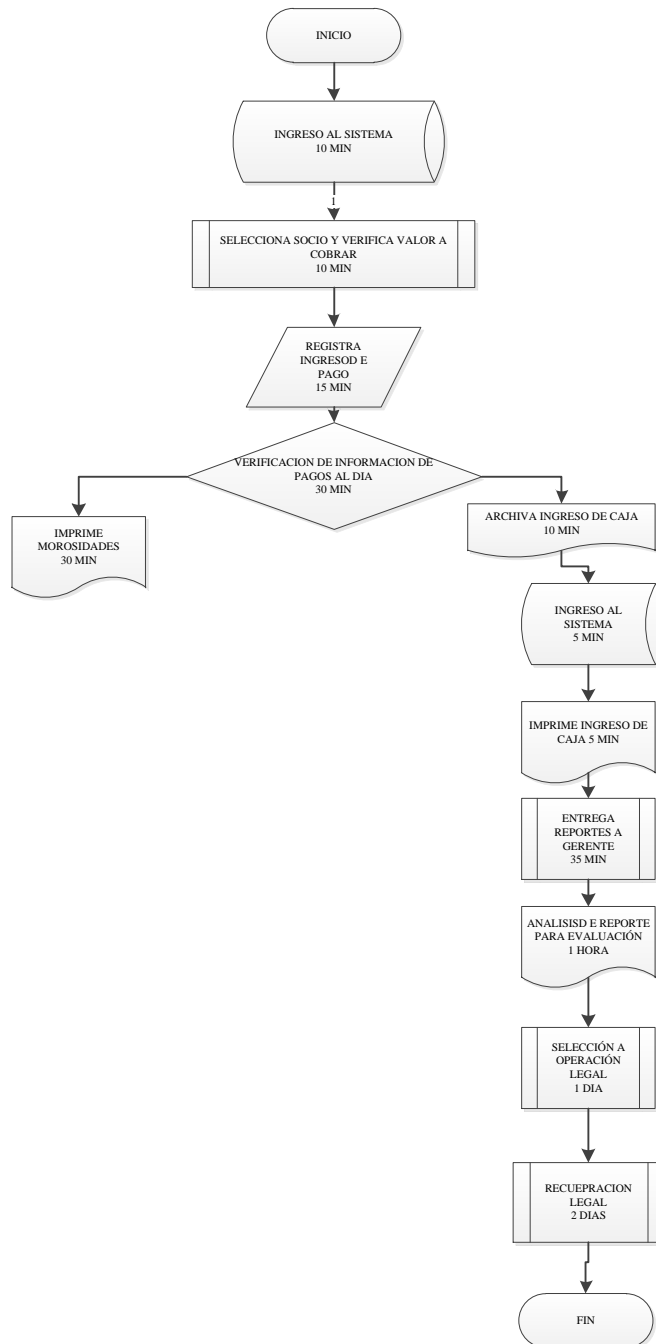 INICIO
INGRESO AL SISTEMA
10 MIN
1
SELECCIONA SOCIO Y VERIFICA VALOR A
COBRAR
10 MIN
REGISTRA
INGRESOD E
PAGO
15 MIN
VERIFICACION DE INFORMACION DE
PAGOS AL DIA
30 MIN
IMPRIME
MOROSIDADES
30 MIN
ARCHIVA INGRESO DE CAJA
10 MIN
INGRESO AL
SISTEMA
5 MIN
IMPRIME INGRESO DE
CAJA 5 MIN
ENTREGA
REPORTES A
GERENTE
35 MIN
ANALISISD E REPORTE
PARA EVALUACIÓN
1 HORA
SELECCIÓN A
OPERACIÓN
LEGAL
1 DIA
RECUEPRACION
LEGAL
2 DIAS
FIN